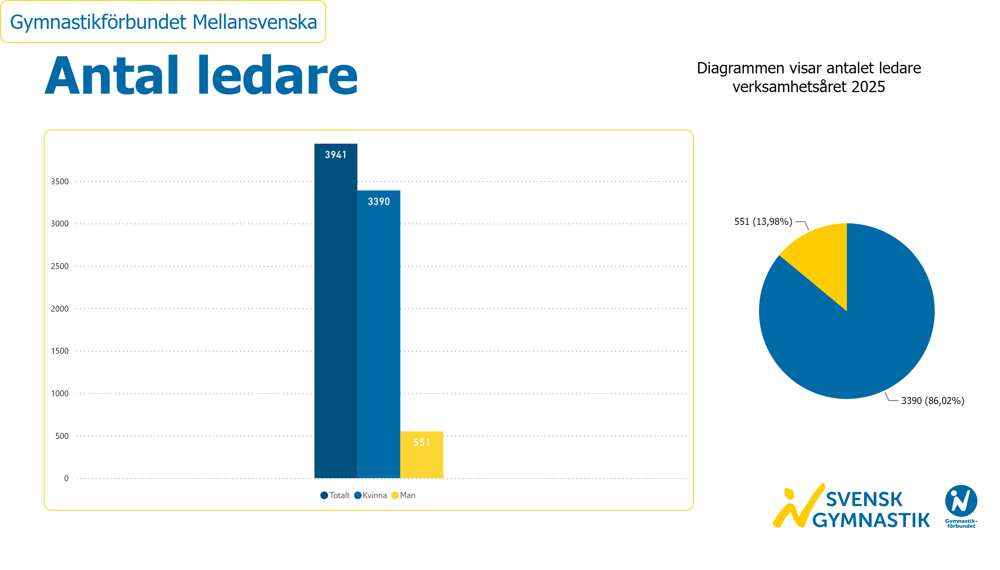 Gymnastikförbundet Mellansvenska
Antal ledare
Diagrammen visar antalet ledare
verksamhetsåret 2025
3941
3500
3390
3000
2500
2000
1500
1000
500
551
0
Totalt Kvinna Man
551 (13,98%)
3390 (86,02%)
SVENSK
GYMNASTIK
Gymnastik-
förbundet